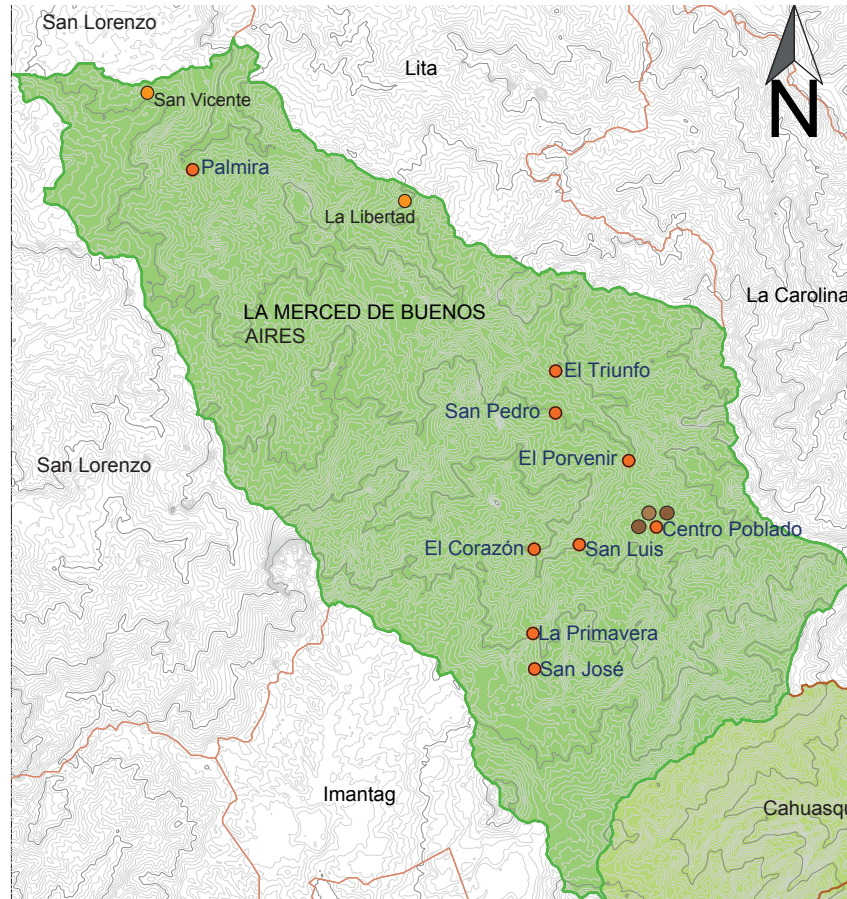 San Lorenzo
Lita
N
San Vicente
Palmira
La Libertad
La Carolina
LA MERCED DE BUENOS
AIRES
El Triunfo
San Pedro
El Porvenir
San Lorenzo
Centro Poblado
El Corazón
San Luis
La Primavera
San José
Imantag
Cahuasqu